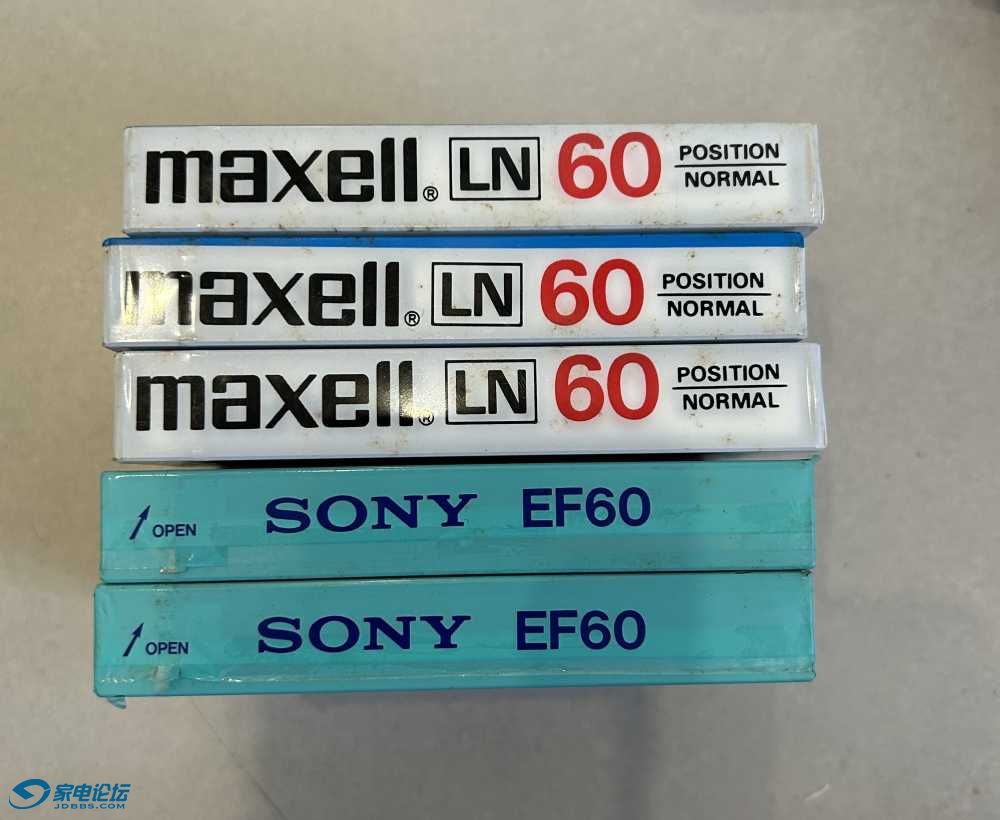 maxell® LN 60 POSITION
NORMAL
maxell® LN 60 POSITION
NORMAL
maxell® LN 60 POSITION
NORMAL
OPEN SONY EF60
OPEN SONY EF60
家电论坛
JDBBS.COM